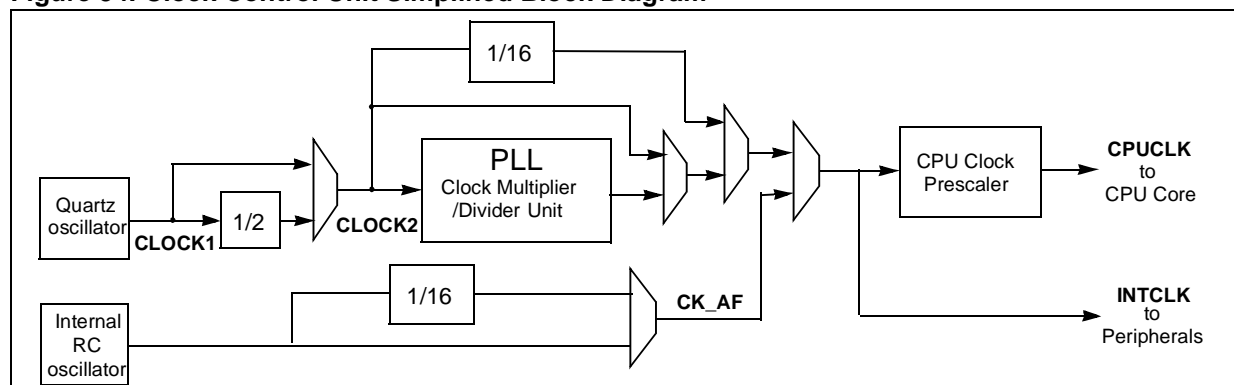 Figure Clock Control Unit Simplified Block Diagram
1/16
Quartz
oscillator
CLOCK1
1/2
CLOCK2
PLL
Clock Multiplier
/Divider Unit
CPU Clock
Prescaler
CPUCLK
to
CPU Core
Internal
RC
oscillator
1/16
CK_AF
INTCLK
to
Peripherals